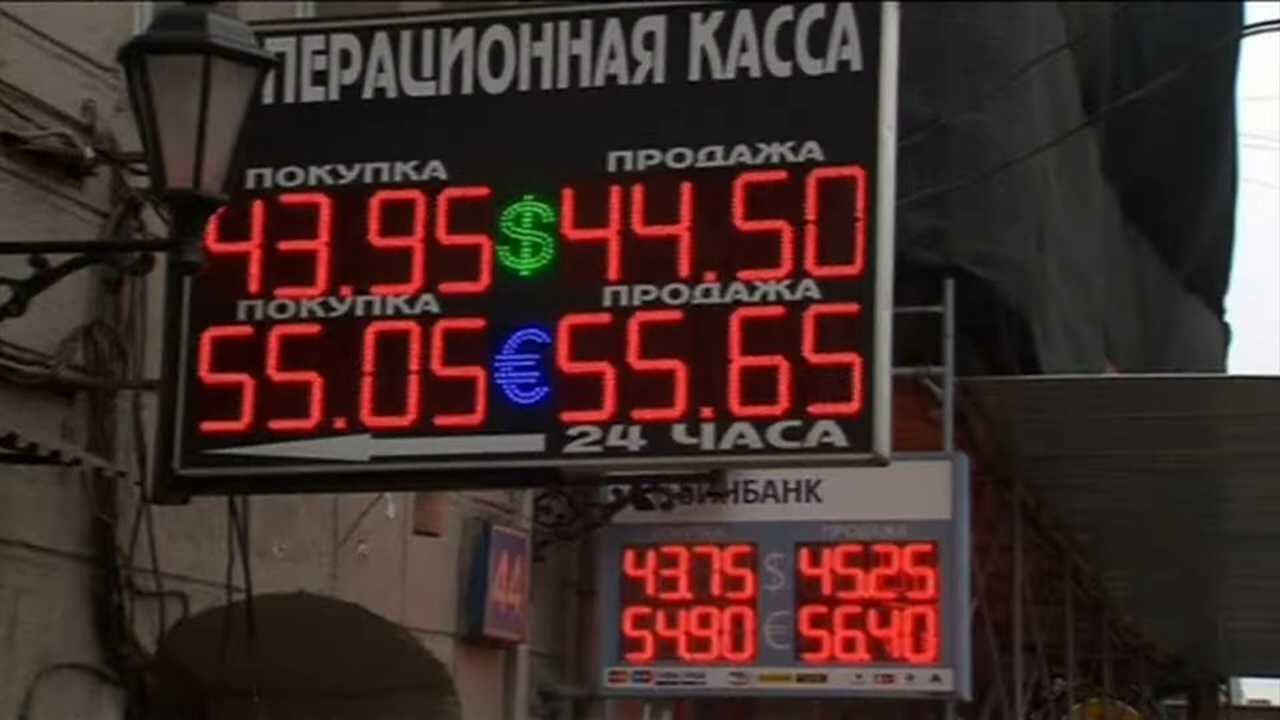 ПЕРАЦИОННАЯ КАССА
ПОКУПКА ПРОДАЖА
43.95 $ 44.50
ПОКУПКА ПРОДАЖА
55.05 € 55.65
24 ЧАСА
44
43.75 $ 45.25
54.90 € 56.40